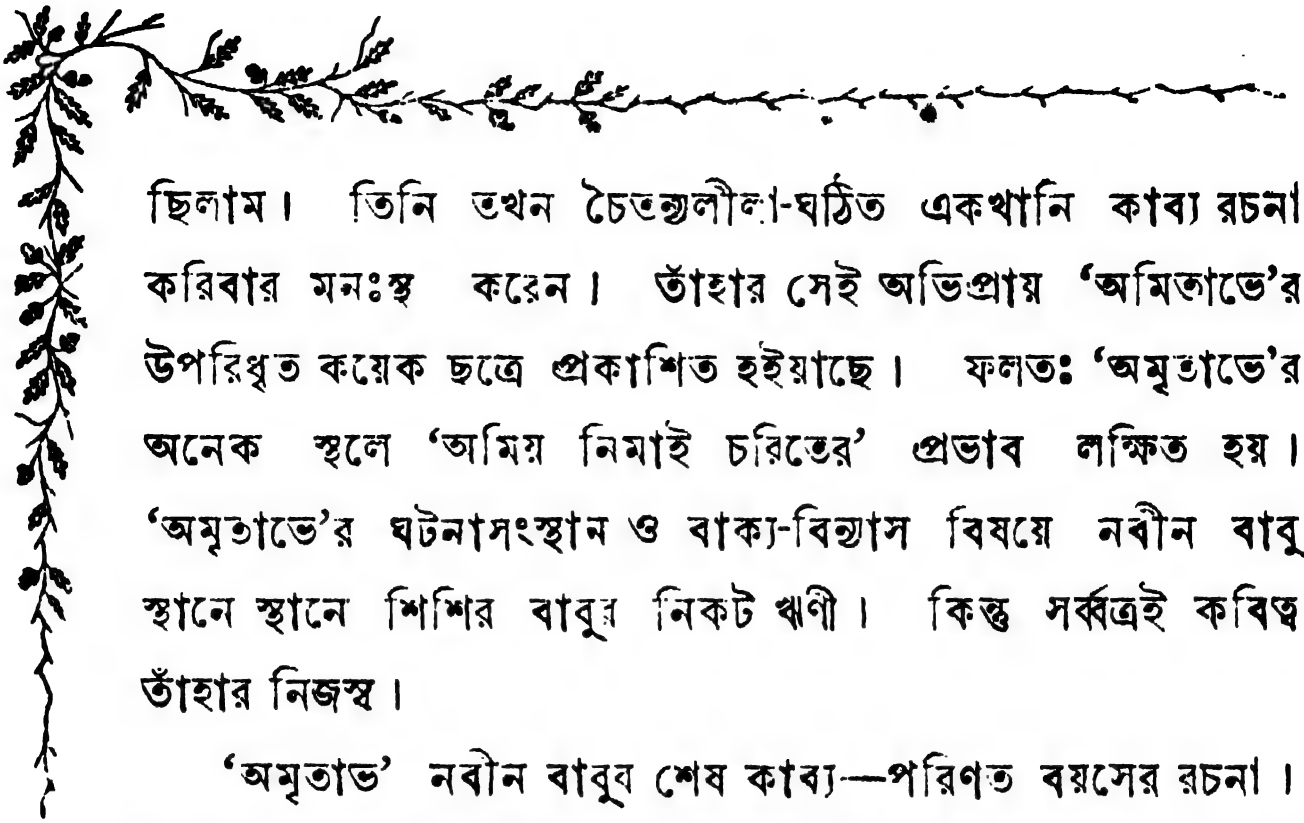 ছিলাম। তিনি তখন চৈতন্যলীলা-ঘঠিত একখানি কাব্য রচনা
করিবার মনঃস্থ করেন। তাঁহার সেই অভিপ্রায় ‘অমিতাভে’র
উপরিধৃত কয়েক ছত্রে প্রকাশিত হইয়াছে। ফলতঃ ‘অমৃতাভে’র
অনেক স্থলে ‘অমিয় নিমাই চরিতের’ প্রভাব লক্ষিত হয়।
‘অমৃতাভে’র ঘটনাসংস্থান ও বাক্য-বিন্যাস বিষয়ে নবীন বাবু
স্থানে স্থানে শিশির বাবুর নিকট ঋণী। কিন্তু সর্ব্বত্রই কবিত্ব
তাঁহার নিজস্ব।
‘অমৃতাভ’ নবীন বাবুর শেষ কাব্য—পরিণত বয়সের রচনা।